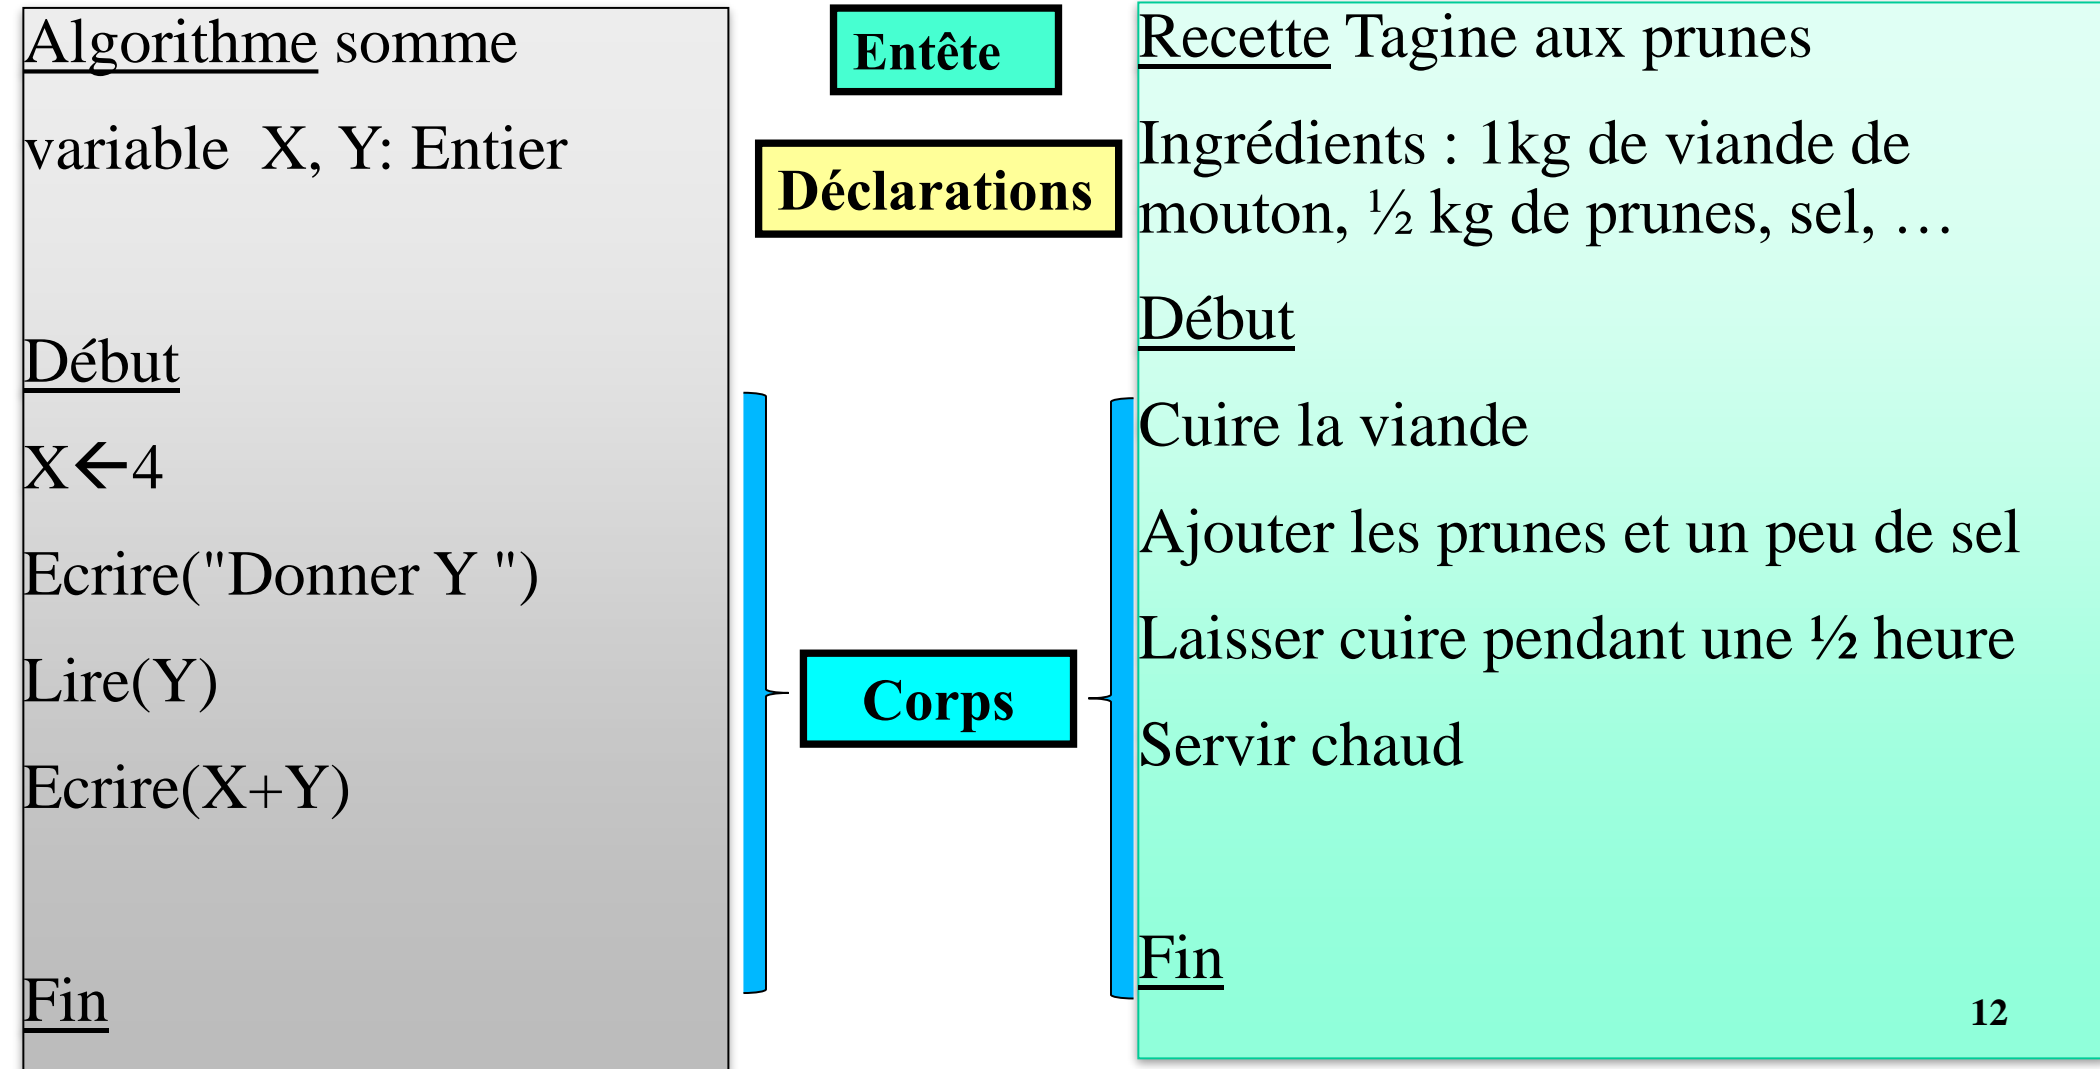 Algorithme somme
variable X, Y: Entier
Début
X←4
Ecrire("Donner Y ")
Lire(Y)
Ecrire(X+Y)
Fin
Entête
Déclarations
Corps
Recette Tagine aux prunes
Ingrédients : 1kg de viande de
mouton, ½ kg de prunes, sel, …
Début
Cuire la viande
Ajouter les prunes et un peu de sel
Laisser cuire pendant une ½ heure
Servir chaud
Fin
12